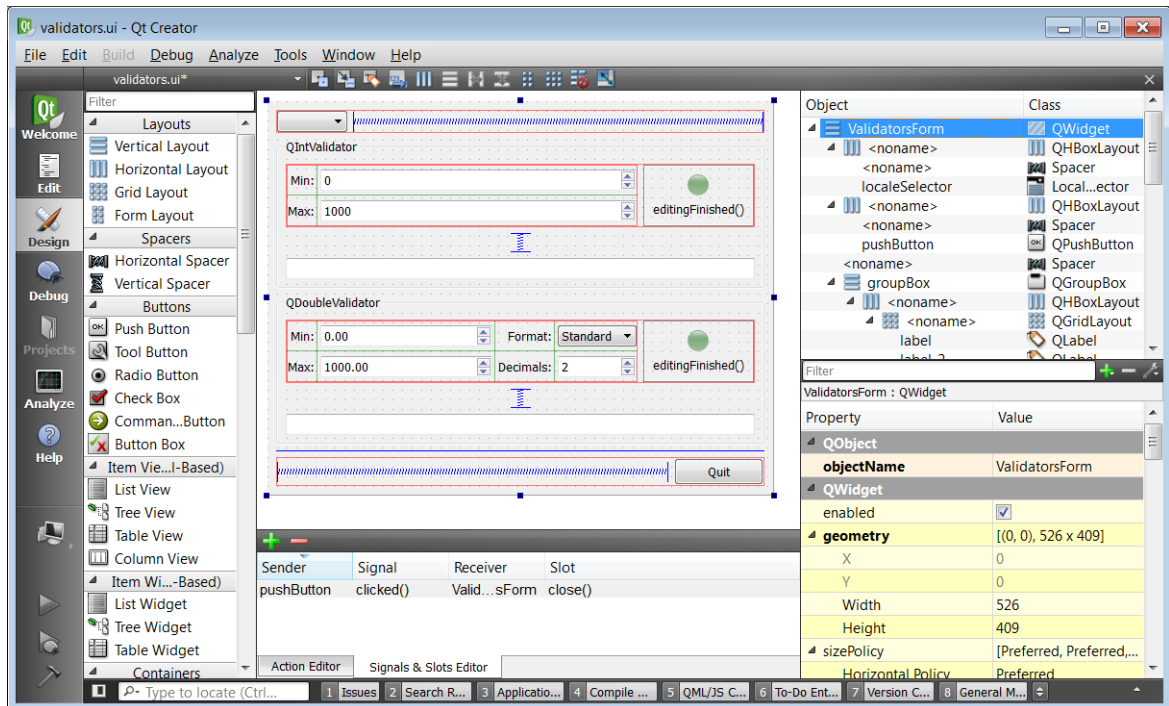 validators.ui - Qt Creator
File Edit Build Debug Analyze Tools Window Help
validators.ui*
Qt
Welcome
Edit
Design
Debug
Projects
Analyze
Help
Filter
Layouts
Vertical Layout
Horizontal Layout
Grid Layout
Form Layout
Spacers
Horizontal Spacer
Vertical Spacer
Buttons
Push Button
Tool Button
Radio Button
Check Box
Comman...Button
Button Box
Item Vie...l-Based)
List View
Tree View
Table View
Column View
Item Wi...-Based)
List Widget
Tree Widget
Table Widget
Containers
QIntValidator
Min: 0
Max: 1000
editingFinished()
QDoubleValidator
Min: 0.00 Format: Standard
Max: 1000.00 Decimals: 2
editingFinished()
Quit
Sender Signal Receiver Slot
pushButton clicked() Valid...sForm close()
Action Editor Signals & Slots Editor
Object Class
ValidatorsForm QWidget
<noname> QHBoxLayout
<noname> Spacer
localeSelector Local...ector
<noname> QHBoxLayout
<noname> Spacer
pushButton QPushButton
<noname> Spacer
groupBox QGroupBox
<noname> QHBoxLayout
<noname> QGridLayout
label QLabel
label_2 QLabel
Filter
ValidatorsForm : QWidget
Property Value
QObject
objectName ValidatorsForm
QWidget
enabled
geometry [(0, 0), 526 x 409]
X 0
Y 0
Width 526
Height 409
sizePolicy [Preferred, Preferred,...
Horizontal Policy Preferred
Type to locate (Ctrl... 1 Issues 2 Search R... 3 Applicatio... 4 Compile ... 5 QML/JS C... 6 To-Do Ent... 7 Version C... 8 General M...